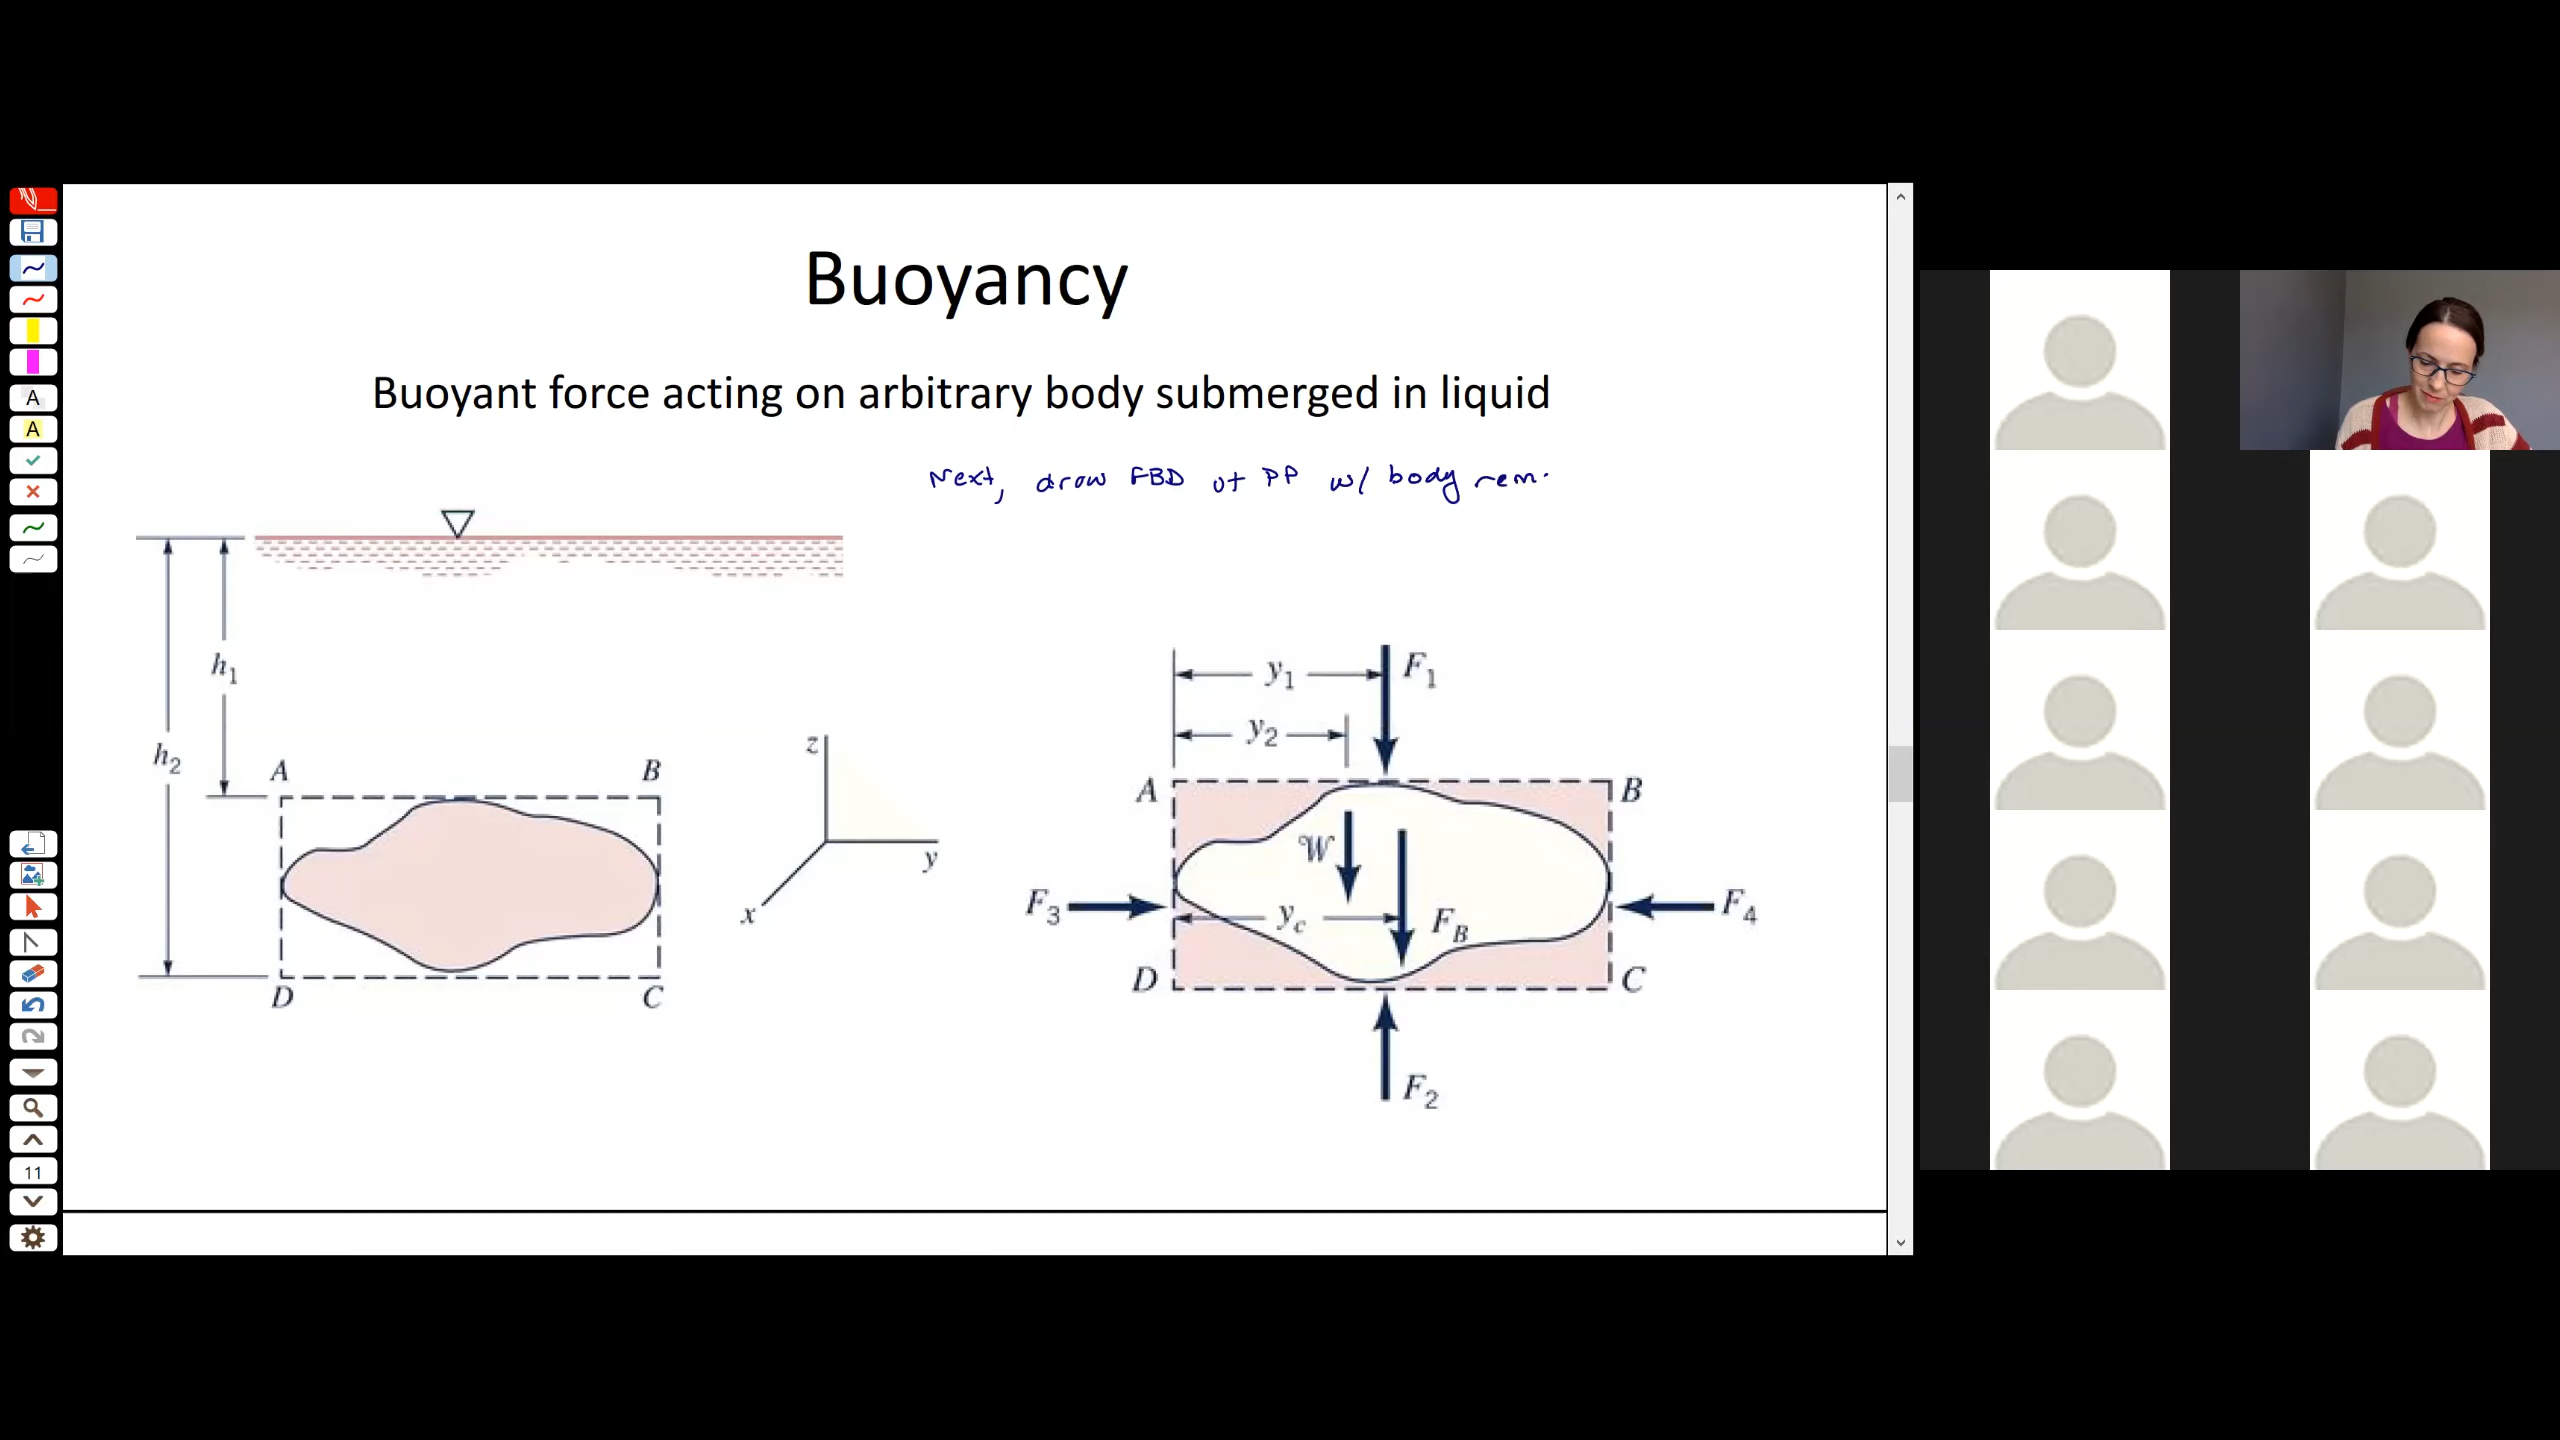 Buoyancy
Buoyant force acting on arbitrary body submerged in liquid
Next, draw FBD of PP w/ body rem.
h1
h2
A
B
D
C
z
y
x
y1
F1
y2
A
B
W
F3
yc
FB
F4
D
C
F2
A
A
11